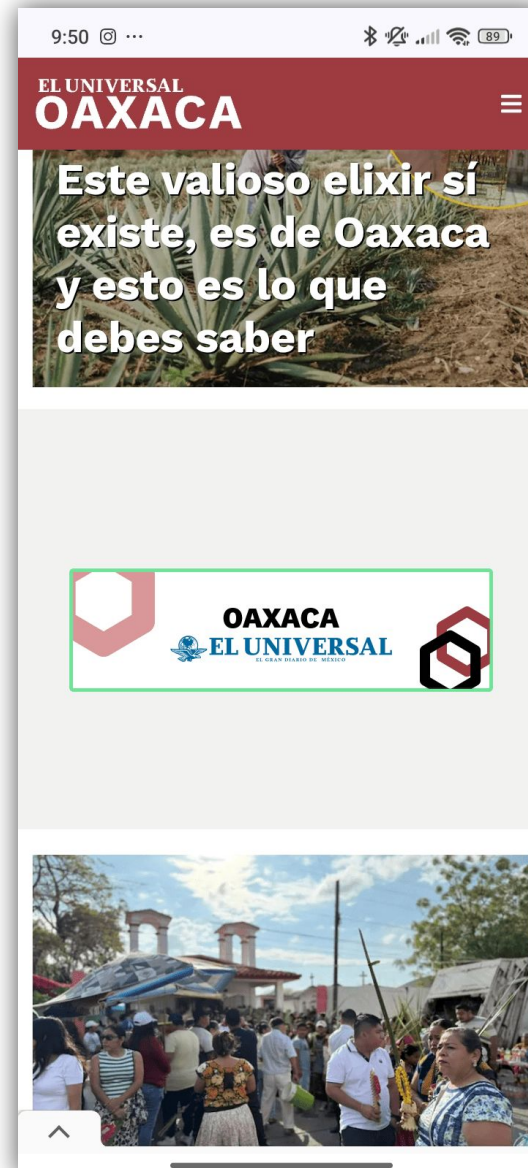 9:50
89
EL UNIVERSAL
OAXACA
Este valioso elixir sí
existe, es de Oaxaca
y esto es lo que
debes saber
OAXACA
EL UNIVERSAL
EL GRAN DIARIO DE MÉXICO